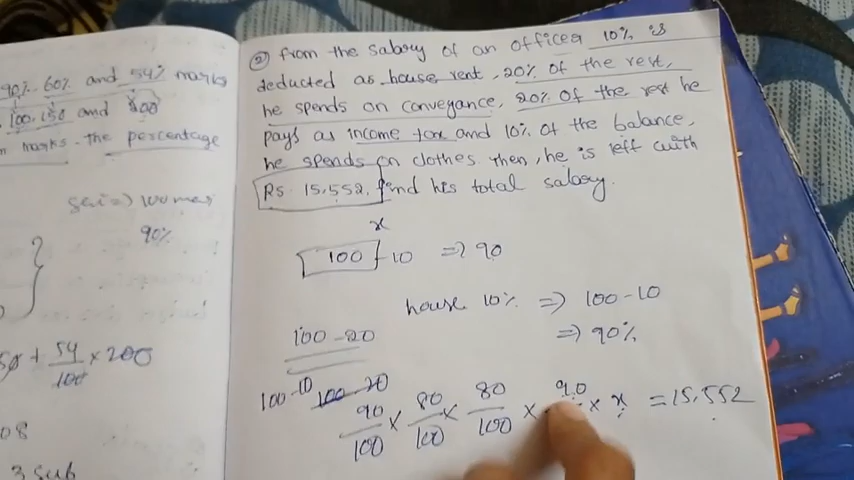 90%. 60% and 54% marks
100, 150 and 200
marks. the percentage
100 mar
90%
+ 54/100 × 200
08
3 Sub
② from the salary of an officer 10% is
deducted as house rent, 20% of the rest,
he spends on conveyance, 20% of the rest he
pays as income tax and 10% of the balance,
he spends on clothes then, he is left with
Rs. 15,552. find his total salary.
x
100 - 10 ⇒ 90
house 10% ⇒ 100 - 10
⇒ 90%
100 - 20
100 - 10 100 - 20
90/100 × 80/100 × 80/100 × 90 × x = 15,552